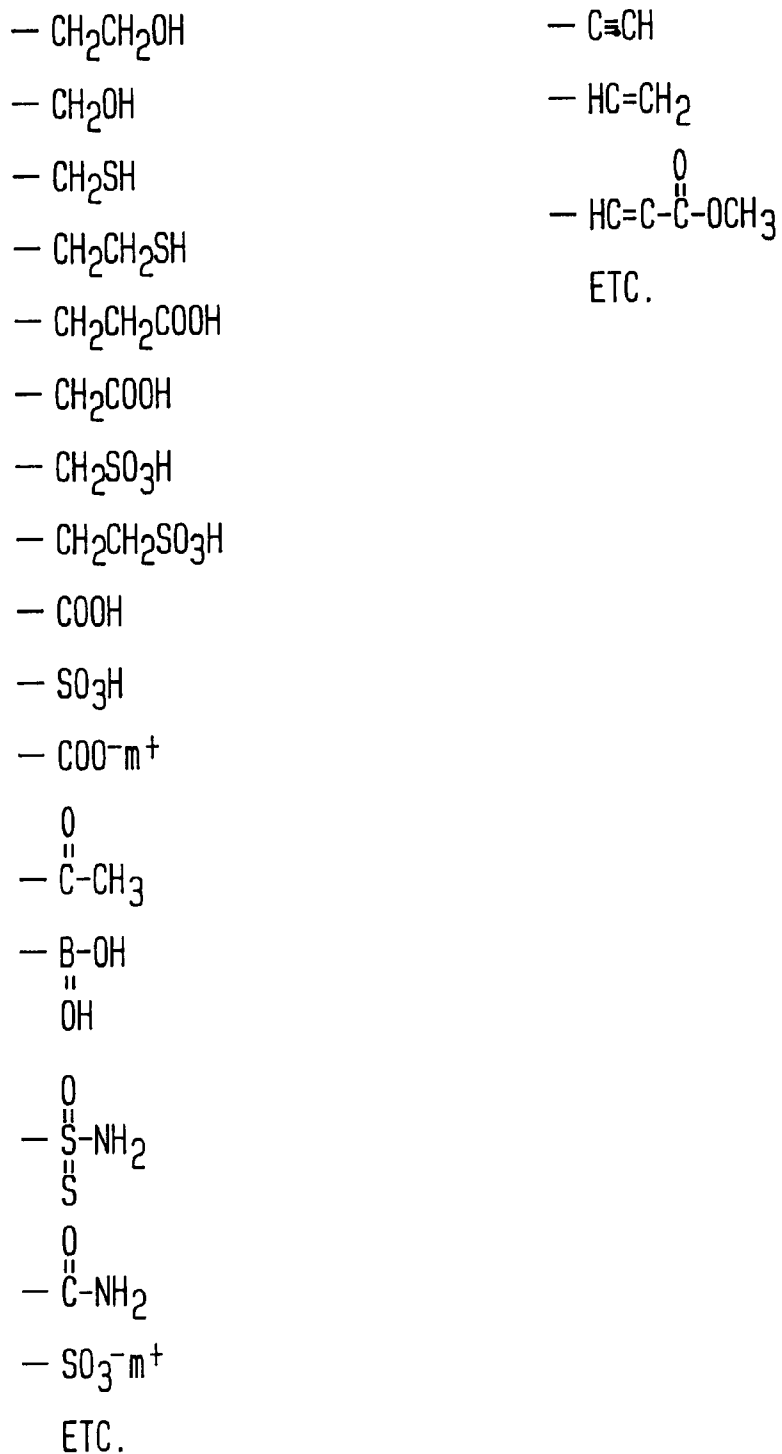 — CH₂CH₂OH
— CH₂OH
— CH₂SH
— CH₂CH₂SH
— CH₂CH₂COOH
— CH₂COOH
— CH₂SO₃H
— CH₂CH₂SO₃H
— COOH
— SO₃H
— COO⁻m⁺
O
=
— C-CH₃
— B-OH
=
OH
O
=
— S-NH₂
=
S
O
=
— C-NH₂
— SO₃⁻m⁺
ETC.
— C≡CH
— HC=CH₂
O
=
— HC=C-C-OCH₃
ETC.